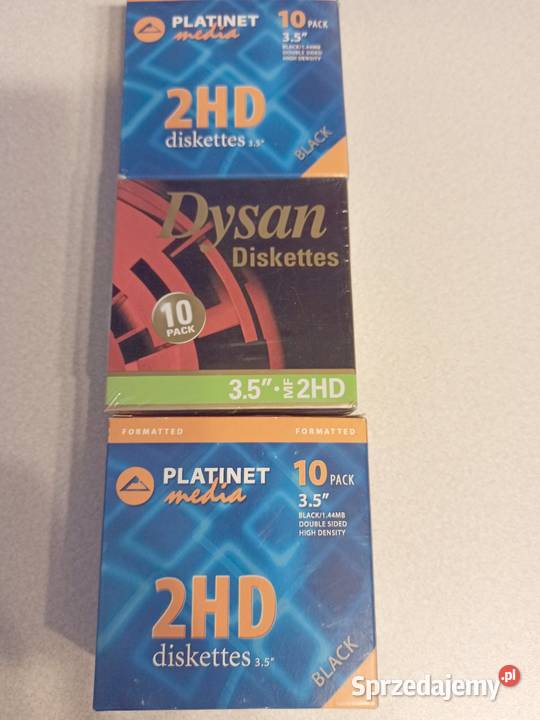 PLATINET
media
10 PACK
3.5"
BLACK/1.44MB
DOUBLE SIDED
HIGH DENSITY
2HD
diskettes 3.5"
BLACK
Dysan
Diskettes
10
PACK
3.5" · MF 2HD
FORMATTED FORMATTED
PLATINET
media
10 PACK
3.5"
BLACK/1.44MB
DOUBLE SIDED
HIGH DENSITY
2HD
diskettes 3.5"
BLACK
Sprzedajemy.pl